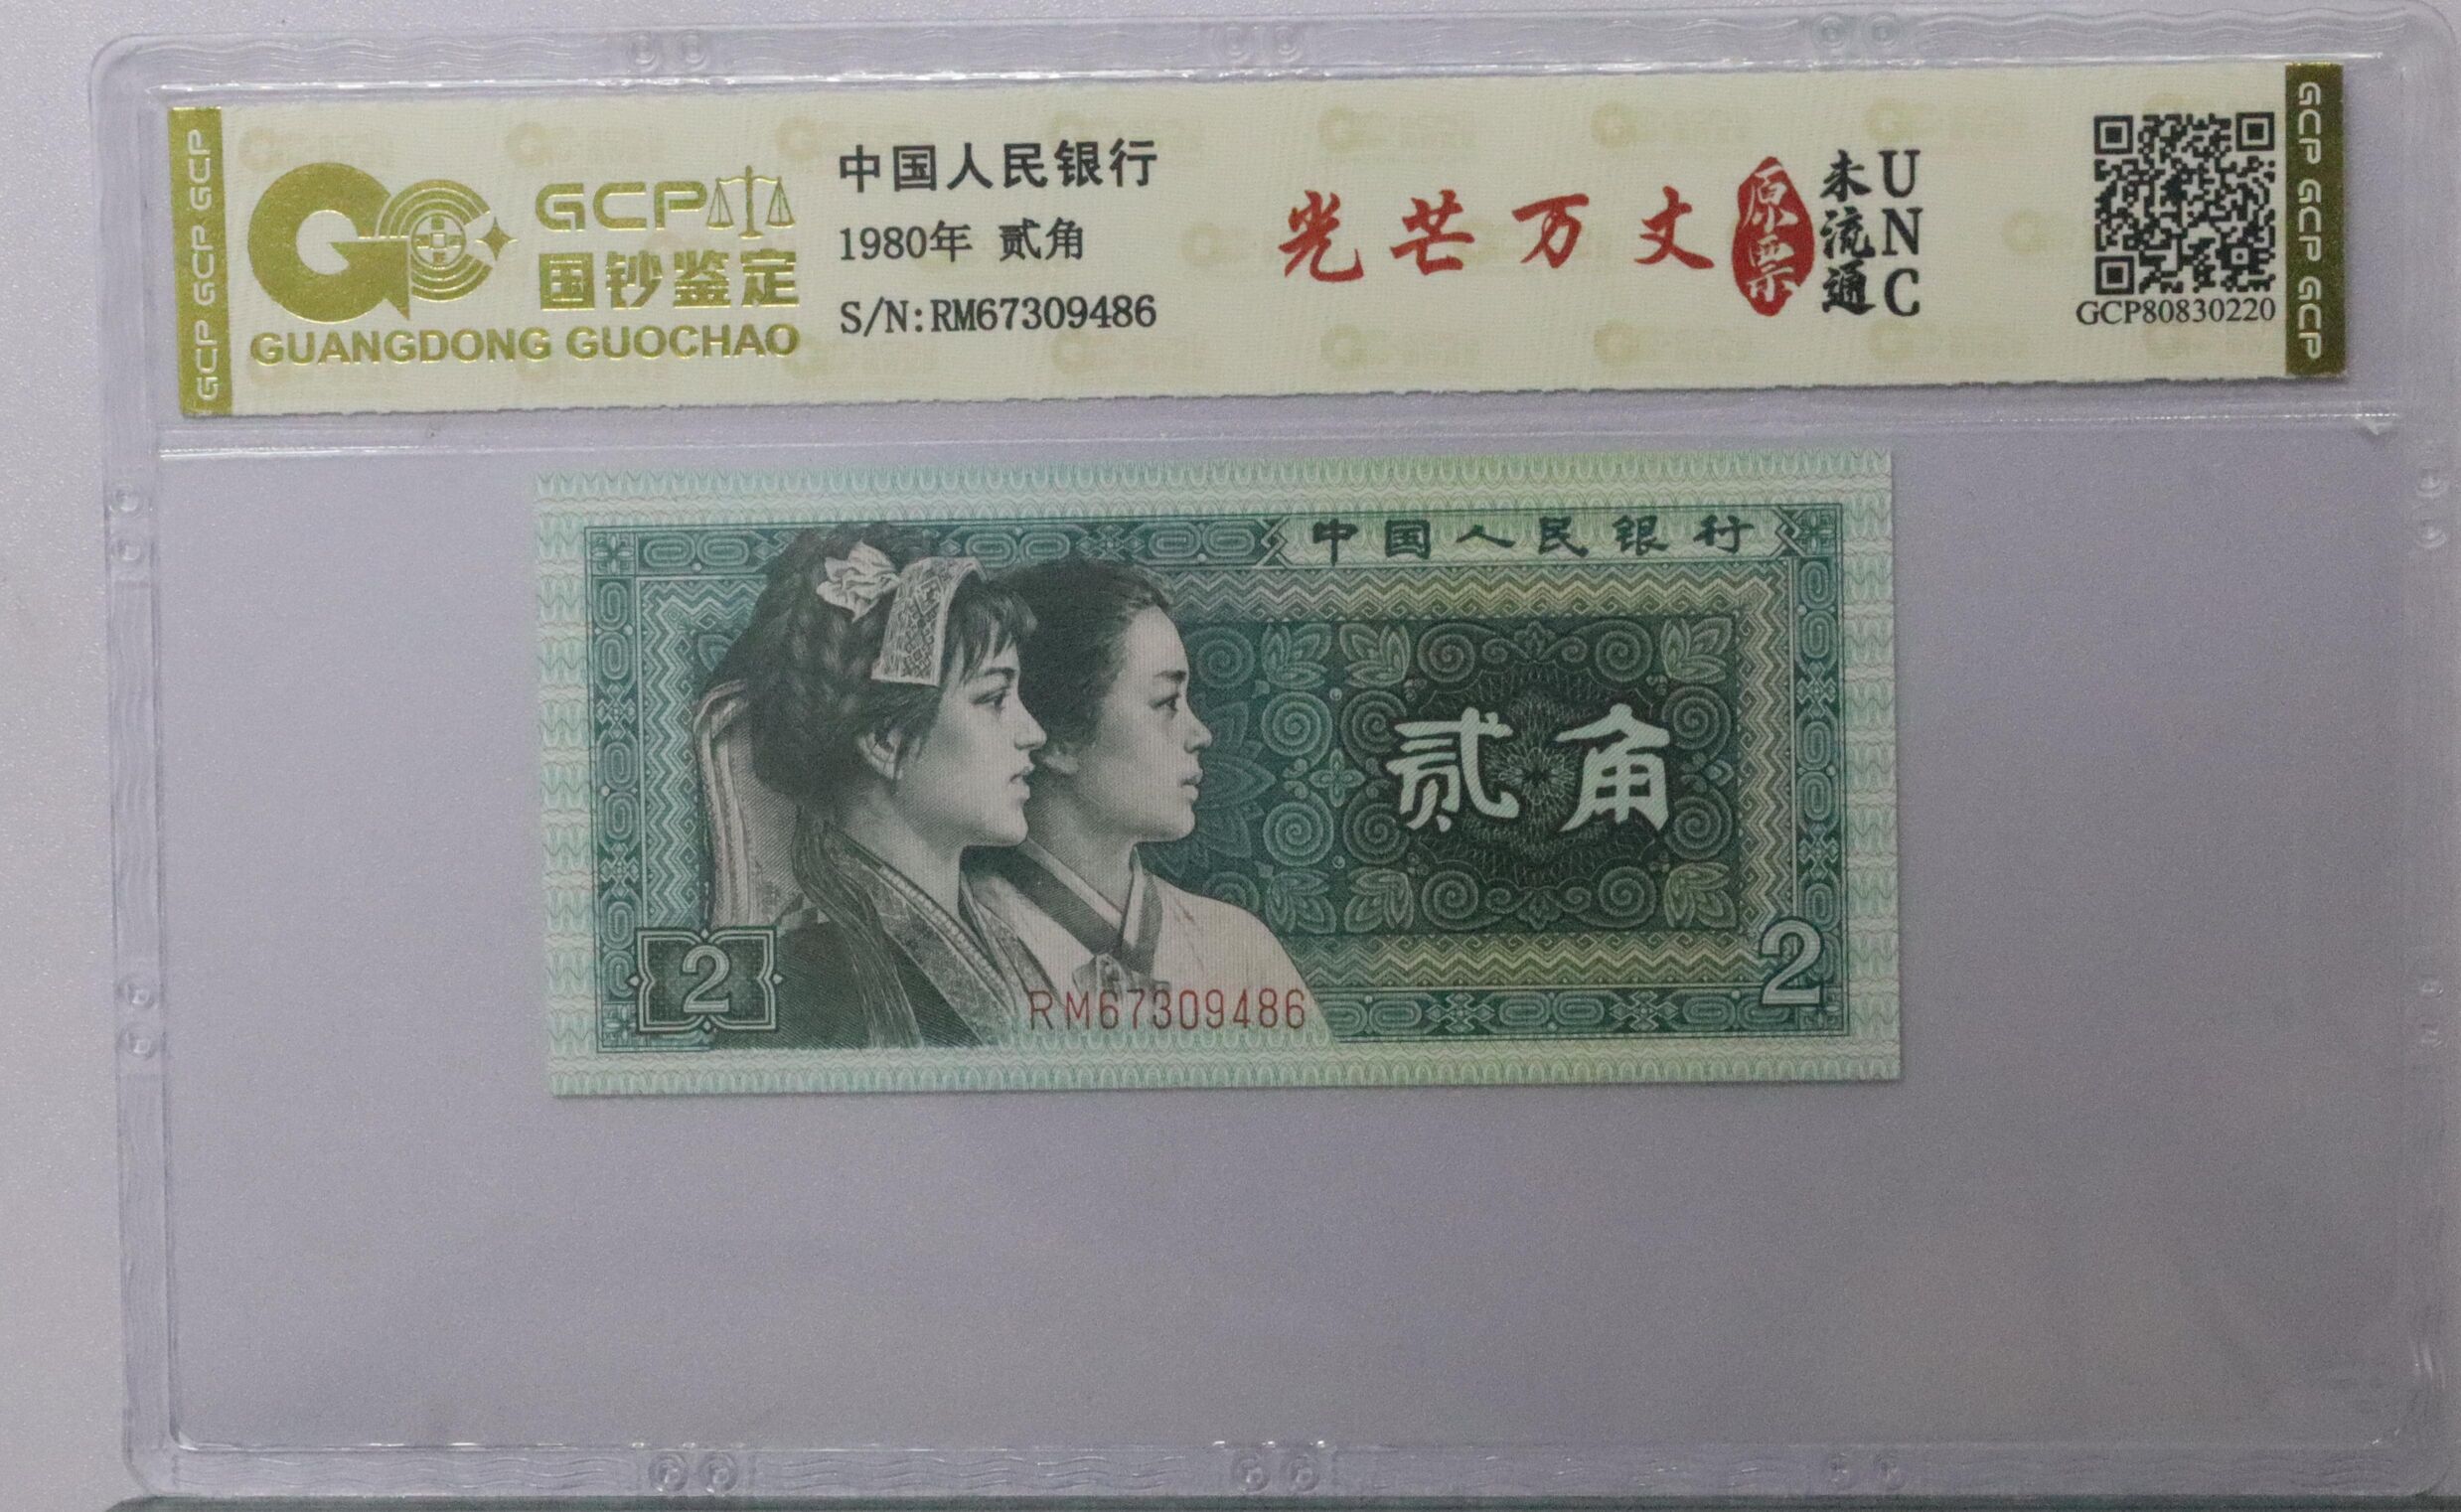 GCP GCP GCP
GCP
国钞鉴定
GUANGDONG GUOCHAO
中国人民银行
1980年 贰角
S/N:RM67309486
光芒万丈
原票
未流通
UNC
GCP80830220
GCP GCP GCP
中国人民银行
贰角
2
2
RM67309486